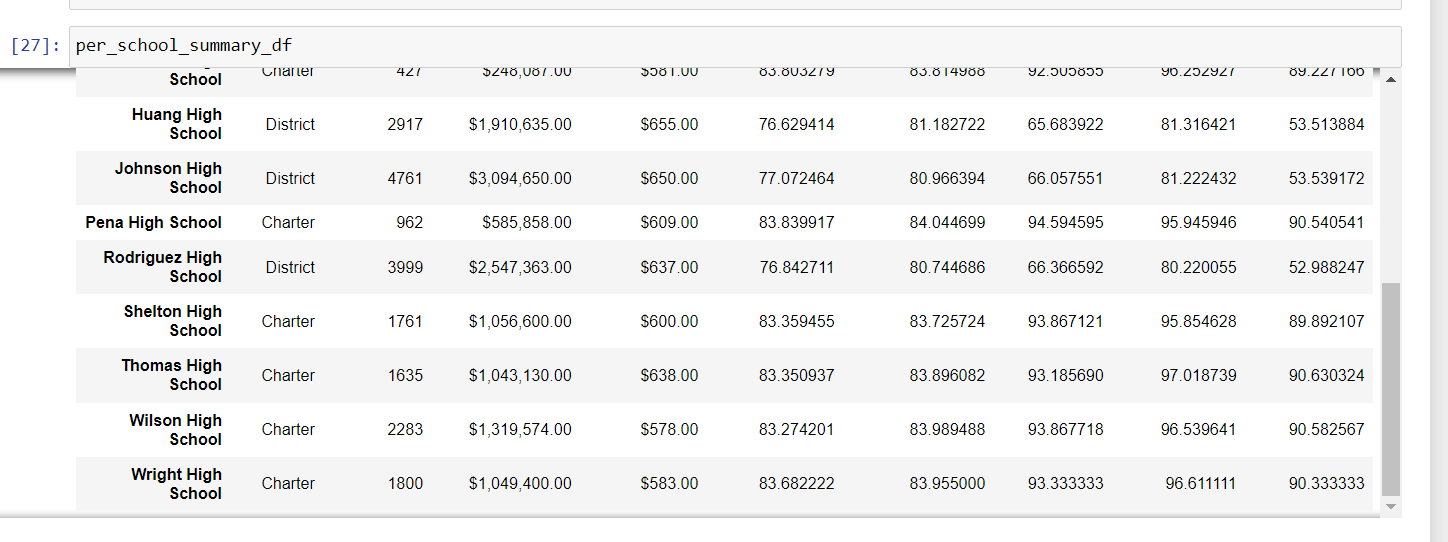 [27]: per_school_summary_df
School Charter 427 $248,087.00 $581.00 83.803279 83.814988 92.505855 96.252927 89.227166
Huang High School District 2917 $1,910,635.00 $655.00 76.629414 81.182722 65.683922 81.316421 53.513884
Johnson High School District 4761 $3,094,650.00 $650.00 77.072464 80.966394 66.057551 81.222432 53.539172
Pena High School Charter 962 $585,858.00 $609.00 83.839917 84.044699 94.594595 95.945946 90.540541
Rodriguez High School District 3999 $2,547,363.00 $637.00 76.842711 80.744686 66.366592 80.220055 52.988247
Shelton High School Charter 1761 $1,056,600.00 $600.00 83.359455 83.725724 93.867121 95.854628 89.892107
Thomas High School Charter 1635 $1,043,130.00 $638.00 83.350937 83.896082 93.185690 97.018739 90.630324
Wilson High School Charter 2283 $1,319,574.00 $578.00 83.274201 83.989488 93.867718 96.539641 90.582567
Wright High School Charter 1800 $1,049,400.00 $583.00 83.682222 83.955000 93.333333 96.611111 90.333333